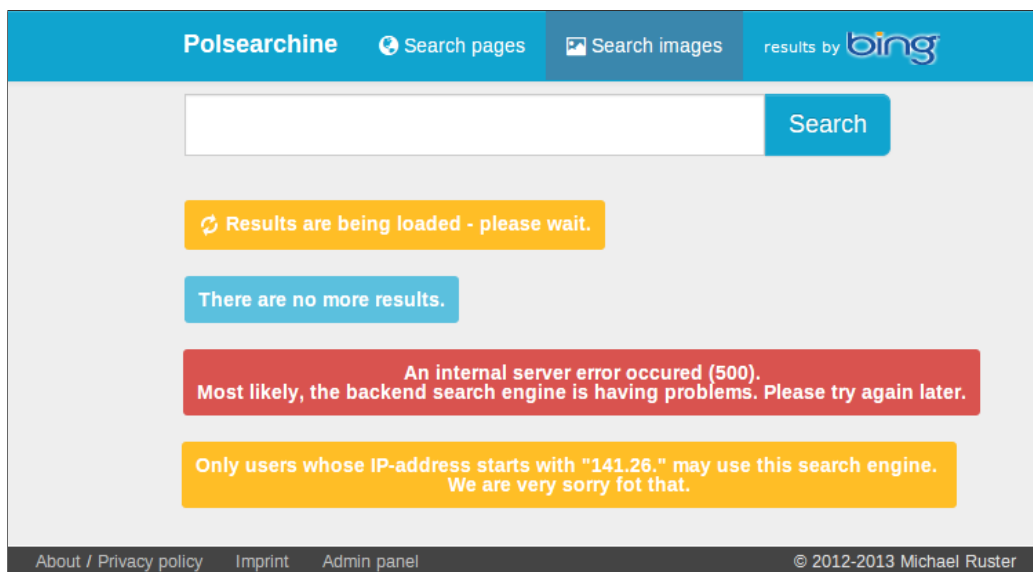 Polsearchine Search pages Search images results by bing
Search
Results are being loaded - please wait.
There are no more results.
An internal server error occured (500).
Most likely, the backend search engine is having problems. Please try again later.
Only users whose IP-address starts with "141.26." may use this search engine.
We are very sorry fot that.
About / Privacy policy Imprint Admin panel © 2012-2013 Michael Ruster